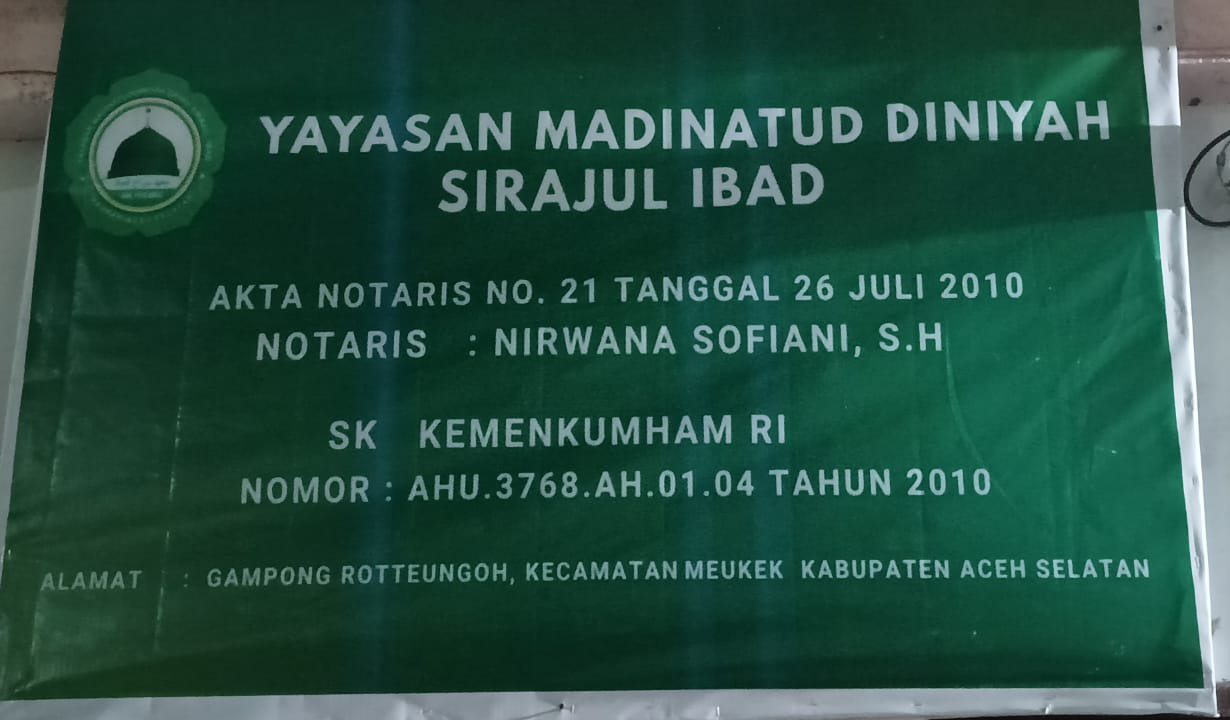 YAYASAN MADINATUD DINIYAH
SIRAJUL IBAD
AKTA NOTARIS NO. 21 TANGGAL 26 JULI 2010
NOTARIS : NIRWANA SOFIANI, S.H
SK KEMENKUMHAM RI
NOMOR : AHU.3768.AH.01.04 TAHUN 2010
ALAMAT : GAMPONG ROTTEUNGOH, KECAMATAN MEUKEK KABUPATEN ACEH SELATAN